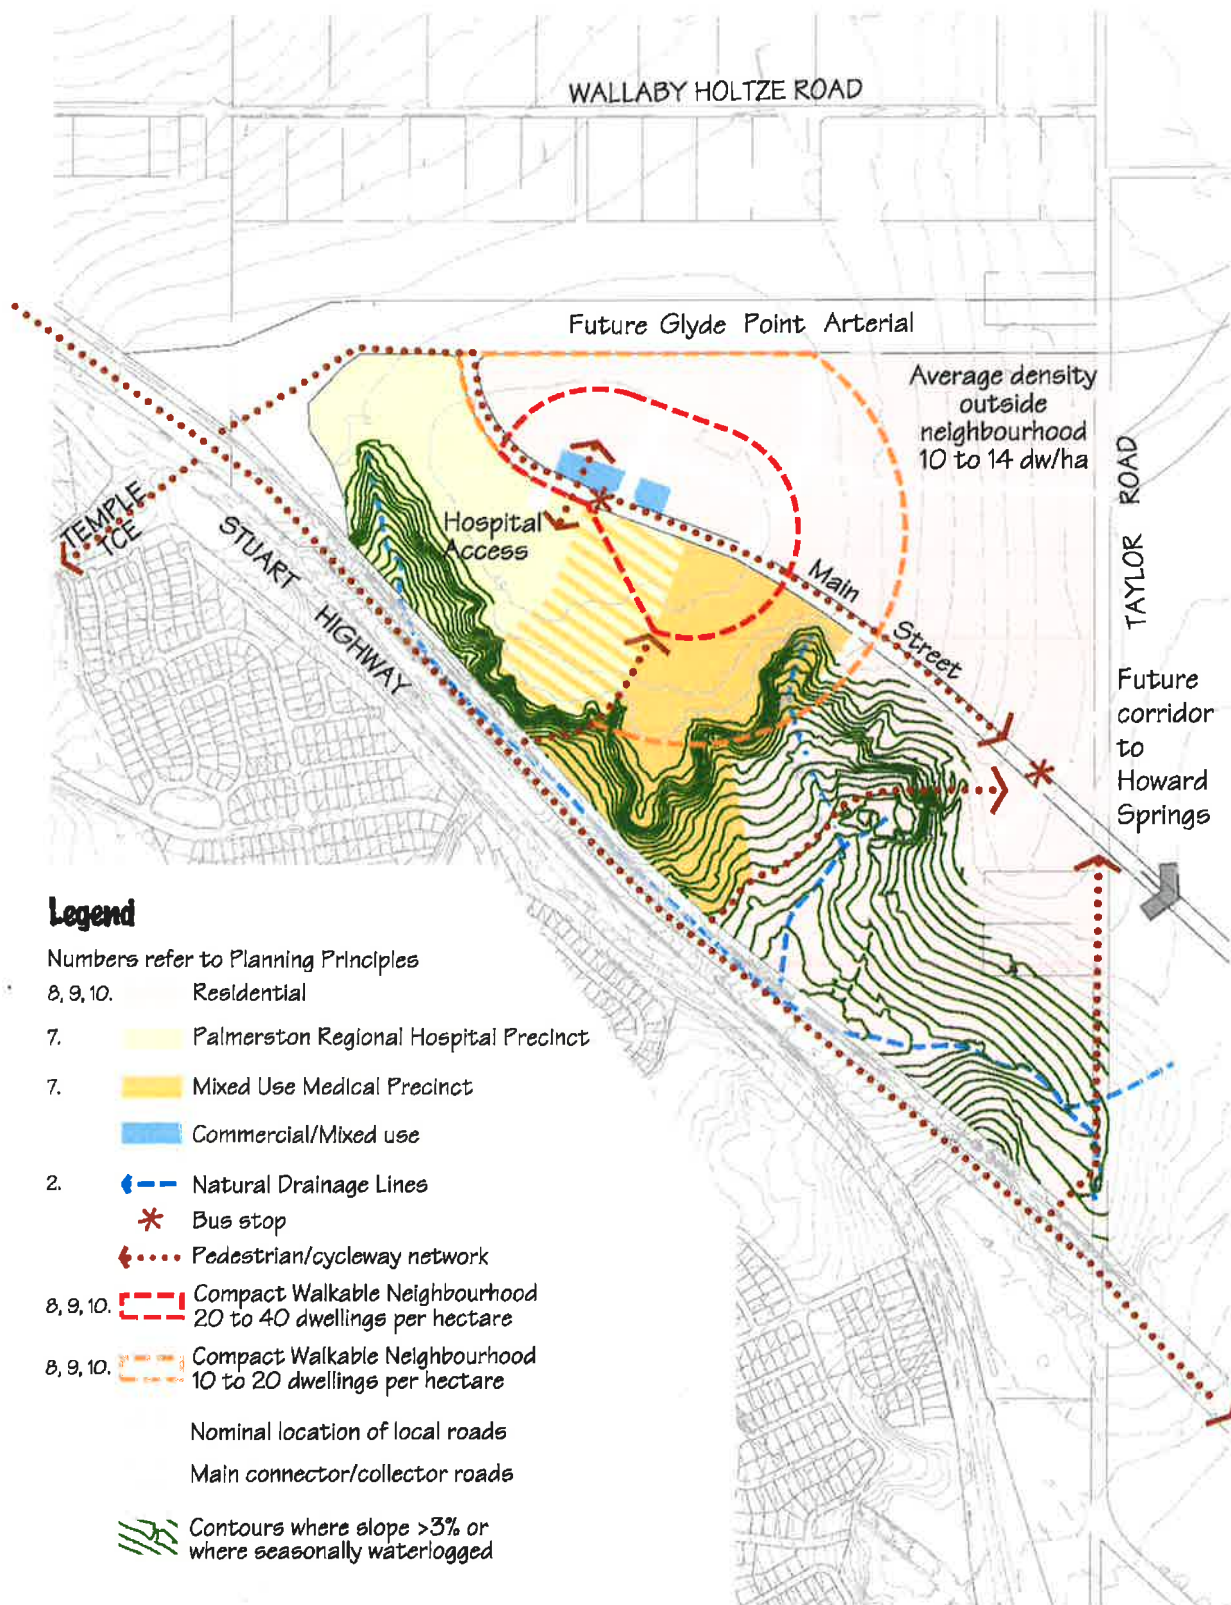 WALLABY HOLTZE ROAD
Future Glyde Point Arterial
Average density
outside
neighbourhood
10 to 14 dw/ha
TAYLOR ROAD
TEMPLE
TCE
STUART HIGHWAY
Hospital
Access
Main Street
Future
corridor
to
Howard
Springs
Legend
Numbers refer to Planning Principles
8, 9, 10. Residential
7. Palmerston Regional Hospital Precinct
7. Mixed Use Medical Precinct
Commercial/Mixed use
2. Natural Drainage Lines
Bus stop
Pedestrian/cycleway network
8, 9, 10. Compact Walkable Neighbourhood
20 to 40 dwellings per hectare
8, 9, 10. Compact Walkable Neighbourhood
10 to 20 dwellings per hectare
Nominal location of local roads
Main connector/collector roads
Contours where slope >3% or
where seasonally waterlogged